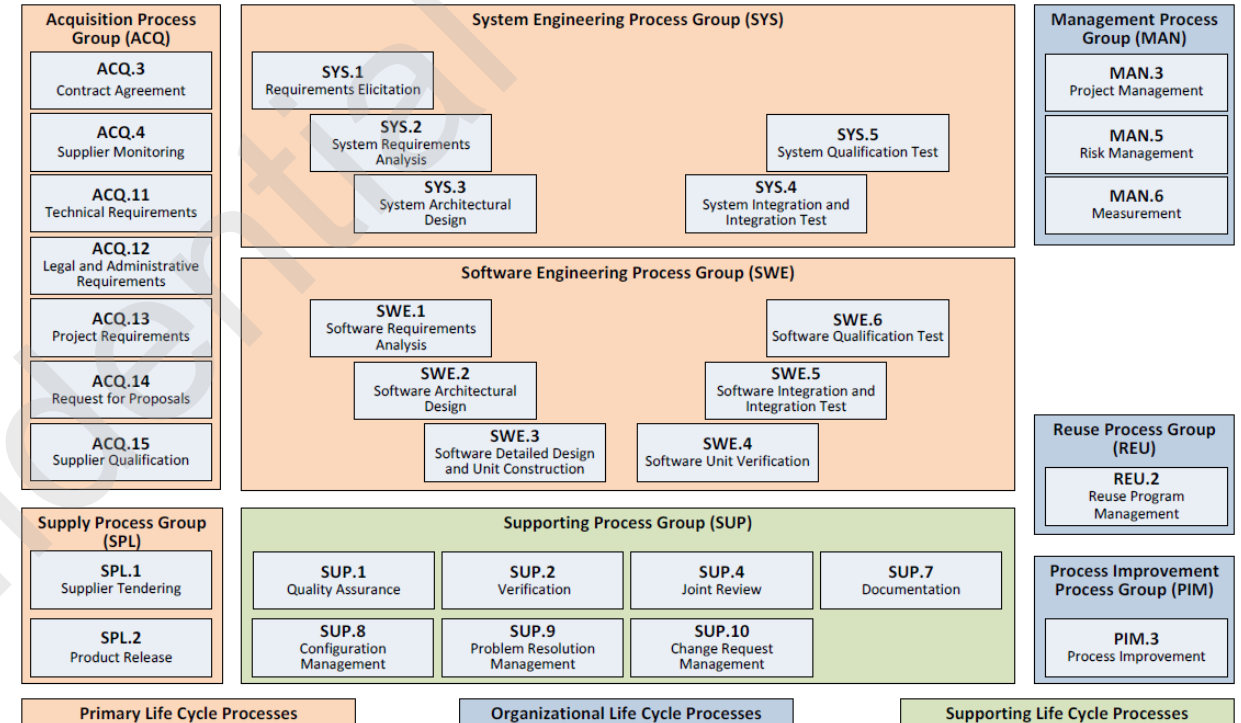 Acquisition Process
Group (ACQ)
ACQ.3
Contract Agreement
ACQ.4
Supplier Monitoring
ACQ.11
Technical Requirements
ACQ.12
Legal and Administrative
Requirements
ACQ.13
Project Requirements
ACQ.14
Request for Proposals
ACQ.15
Supplier Qualification
System Engineering Process Group (SYS)
SYS.1
Requirements Elicitation
SYS.2
System Requirements
Analysis
SYS.3
System Architectural
Design
SYS.5
System Qualification Test
SYS.4
System Integration and
Integration Test
Software Engineering Process Group (SWE)
SWE.1
Software Requirements
Analysis
SWE.2
Software Architectural
Design
SWE.3
Software Detailed Design
and Unit Construction
SWE.6
Software Qualification Test
SWE.5
Software Integration and
Integration Test
SWE.4
Software Unit Verification
Management Process
Group (MAN)
MAN.3
Project Management
MAN.5
Risk Management
MAN.6
Measurement
Reuse Process Group
(REU)
REU.2
Reuse Program
Management
Supply Process Group
(SPL)
SPL.1
Supplier Tendering
SPL.2
Product Release
Supporting Process Group (SUP)
SUP.1
Quality Assurance
SUP.2
Verification
SUP.4
Joint Review
SUP.7
Documentation
SUP.8
Configuration
Management
SUP.9
Problem Resolution
Management
SUP.10
Change Request
Management
Process Improvement
Process Group (PIM)
PIM.3
Process Improvement
Primary Life Cycle Processes
Organizational Life Cycle Processes
Supporting Life Cycle Processes
idential